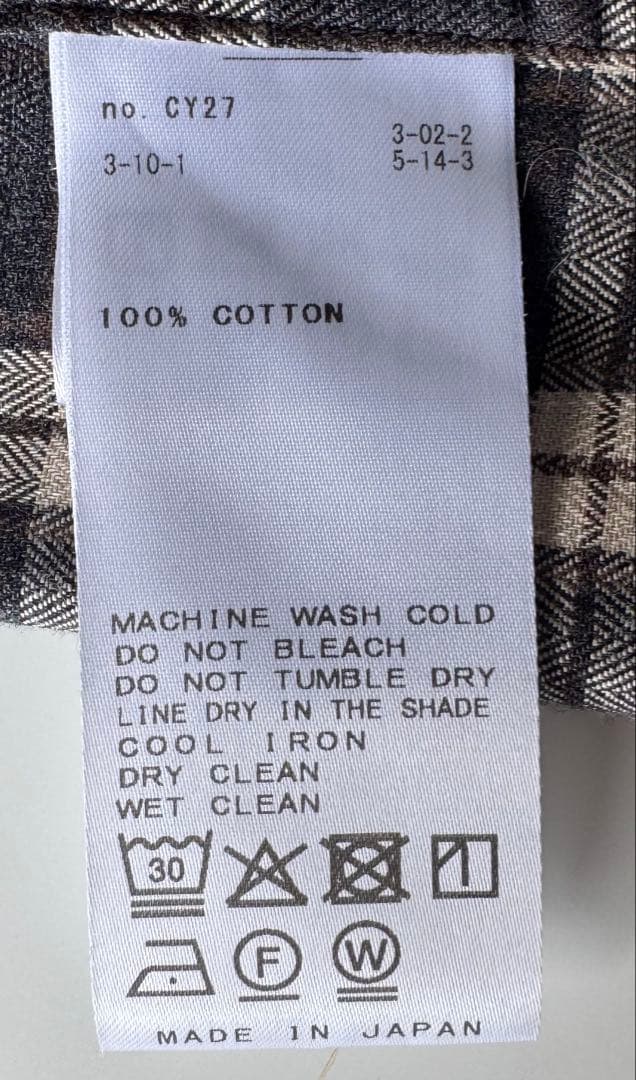 no. CY27
3-02-2
3-10-1
5-14-3
100% COTTON
MACHINE WASH COLD
DO NOT BLEACH
DO NOT TUMBLE DRY
LINE DRY IN THE SHADE
COOL IRON
DRY CLEAN
WET CLEAN
30
F
W
MADE IN JAPAN